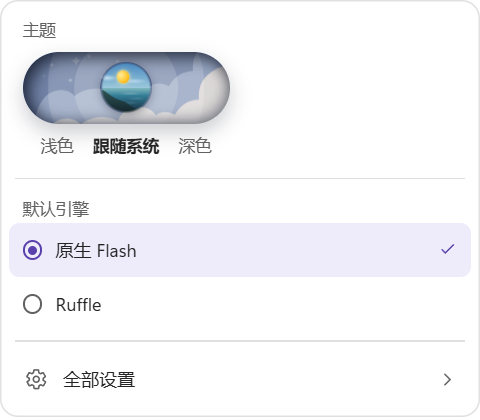 主题
浅色 跟随系统 深色
默认引擎
原生 Flash
Ruffle
全部设置